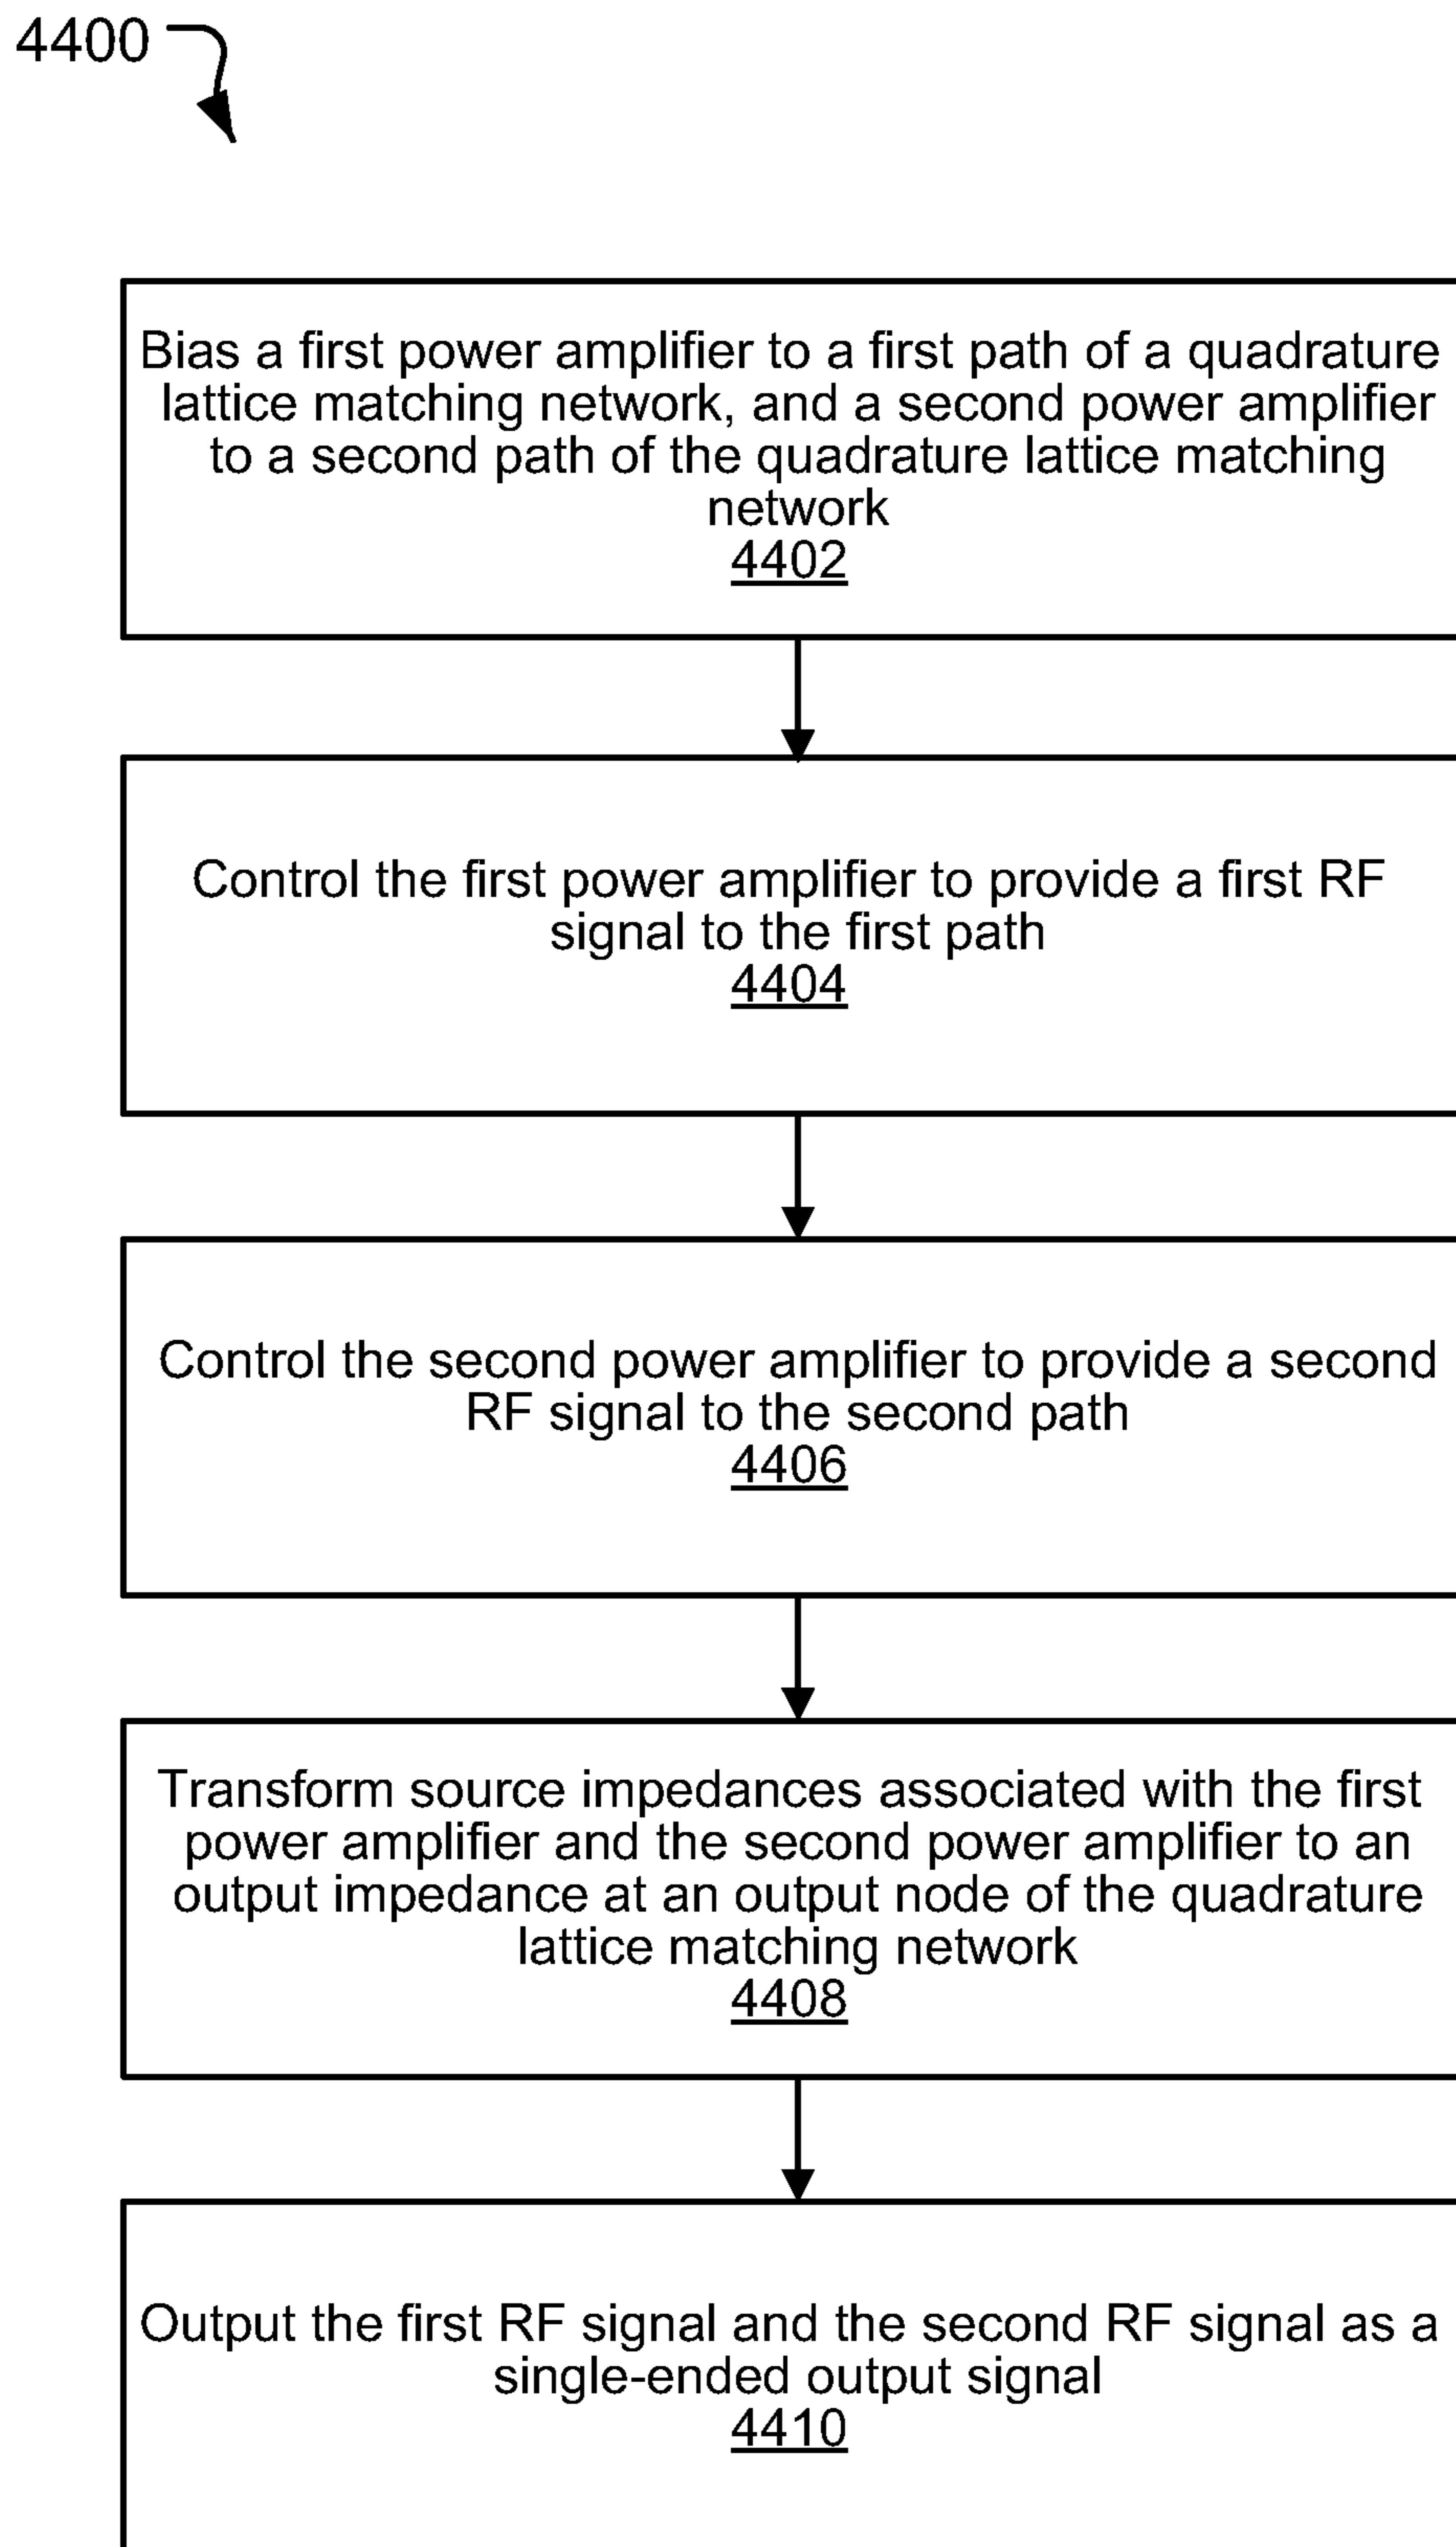 4400
Bias a first power amplifier to a first path of a quadrature
lattice matching network, and a second power amplifier
to a second path of the quadrature lattice matching
network
4402
Control the first power amplifier to provide a first RF
signal to the first path
4404
Control the second power amplifier to provide a second
RF signal to the second path
4406
Transform source impedances associated with the first
power amplifier and the second power amplifier to an
output impedance at an output node of the quadrature
lattice matching network
4408
Output the first RF signal and the second RF signal as a
single-ended output signal
4410